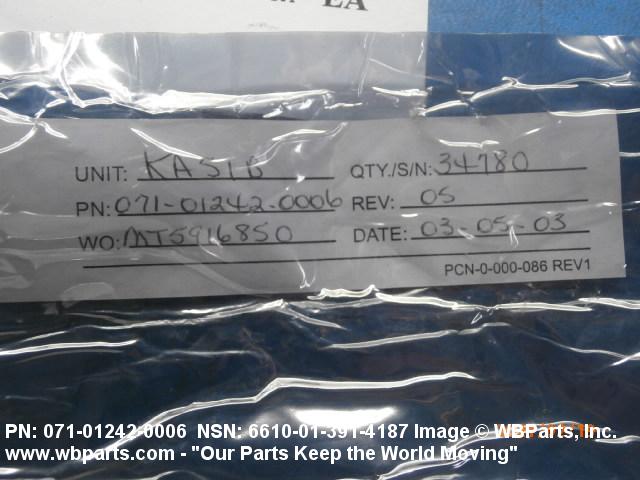 EA
UNIT: KA51B QTY./S/N: 34780
PN: 071-01242-0006 REV: 05
WO: MT5916850 DATE: 03-05-03
PCN-0-000-086 REV1
PN: 071-01242-0006 NSN: 6610-01-391-4187 Image © WBParts, Inc.
www.wbparts.com - "Our Parts Keep the World Moving"